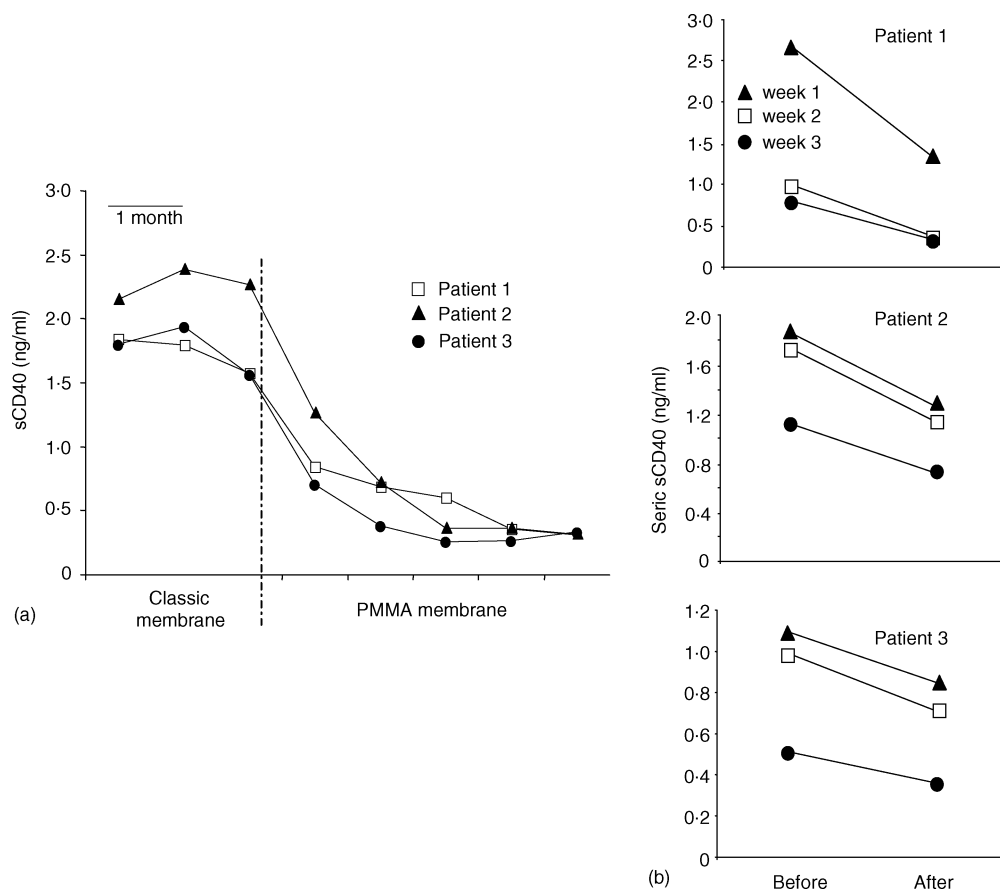 3·0
2·5
2·0
1·5
1·0
0·5
0
sCD40 (ng/ml)
1 month
Patient 1
Patient 2
Patient 3
Classic
membrane
PMMA membrane
(a)
3·0
2·5
2·0
1·5
1·0
0·5
0
Patient 1
week 1
week 2
week 3
2·0
1·6
1·2
0·8
0·4
0
Patient 2
Seric sCD40 (ng/ml)
1·2
1·0
0·8
0·6
0·4
0·2
0
Patient 3
Before
After
(b)